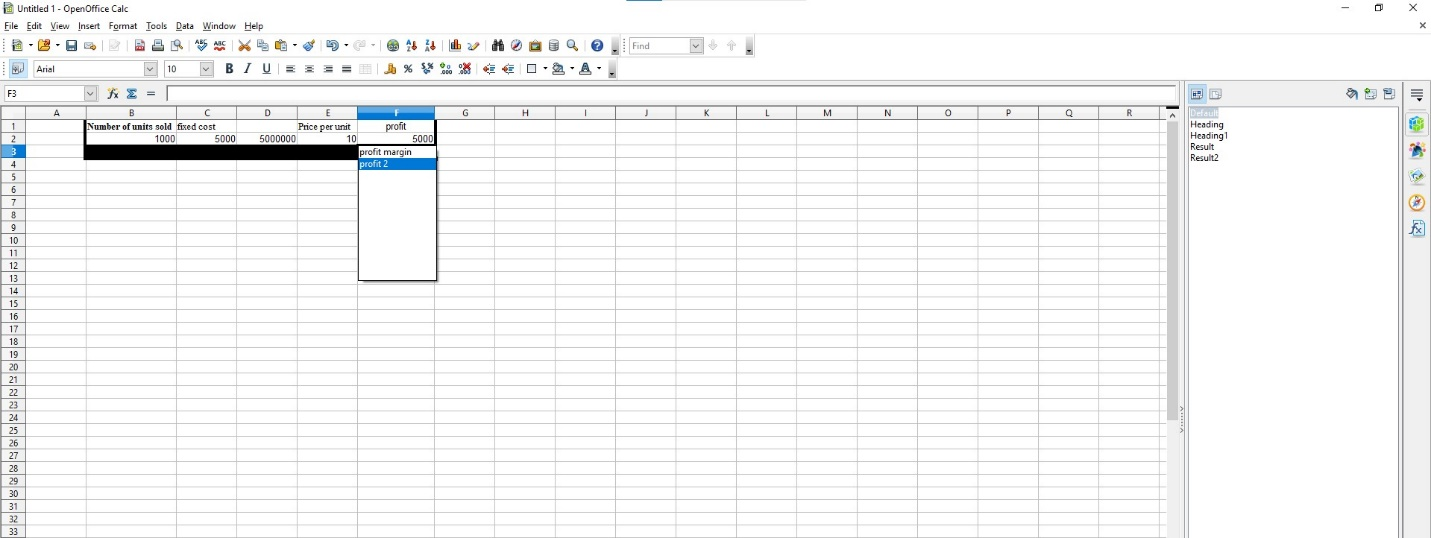 Untitled 1 - OpenOffice Calc
File Edit View Insert Format Tools Data Window Help
Find
Arial 10 B I U
F3
A B C D E F G H I J K L M N O P Q R
1 Number of units sold fixed cost Price per unit profit
2 1000 5000 5000000 10 5000
3 profit margin
4 profit 2
5
6
7
8
9
10
11
12
13
14
15
16
17
18
19
20
21
22
23
24
25
26
27
28
29
30
31
32
33
Default
Heading
Heading1
Result
Result2